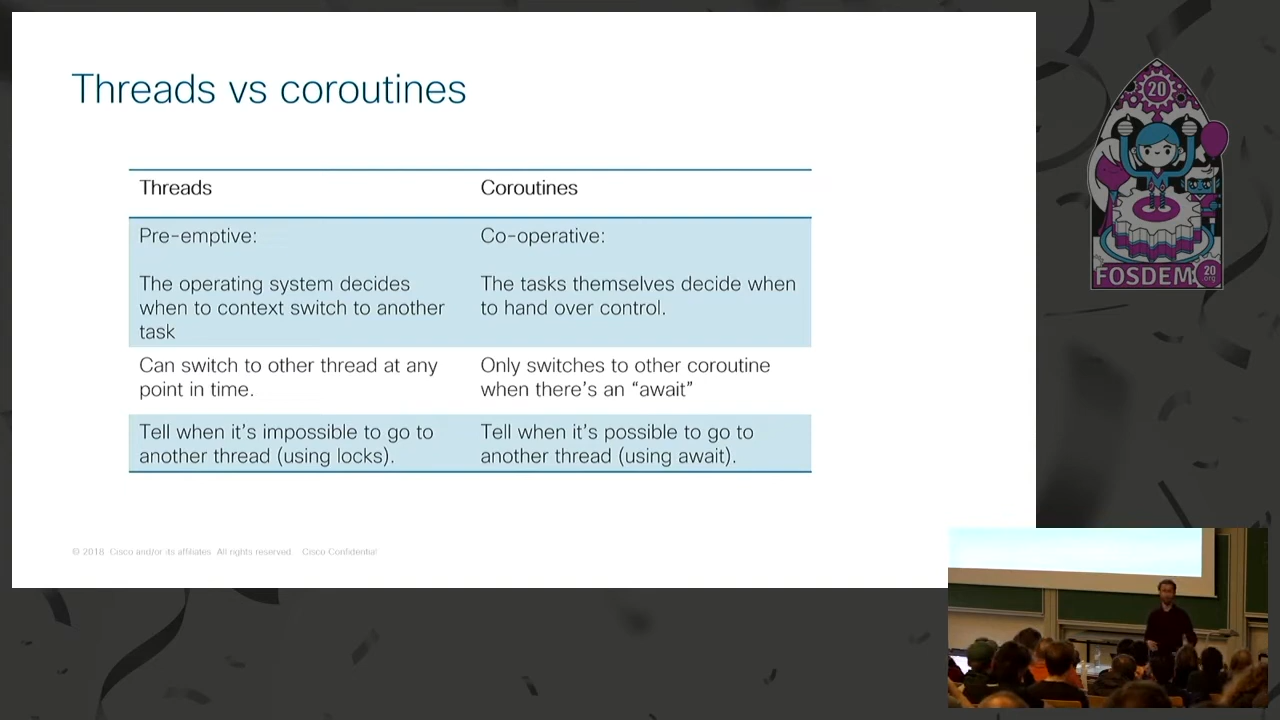 Threads vs coroutines
Threads
Coroutines
Pre-emptive:
Co-operative:
The operating system decides
when to context switch to another
task
The tasks themselves decide when
to hand over control.
Can switch to other thread at any
point in time.
Only switches to other coroutine
when there's an “await”
Tell when it's impossible to go to
another thread (using locks).
Tell when it's possible to go to
another thread (using await).
© 2018 Cisco and/or its affiliates. All rights reserved. Cisco Confidential
20
FOSDEM
20
org